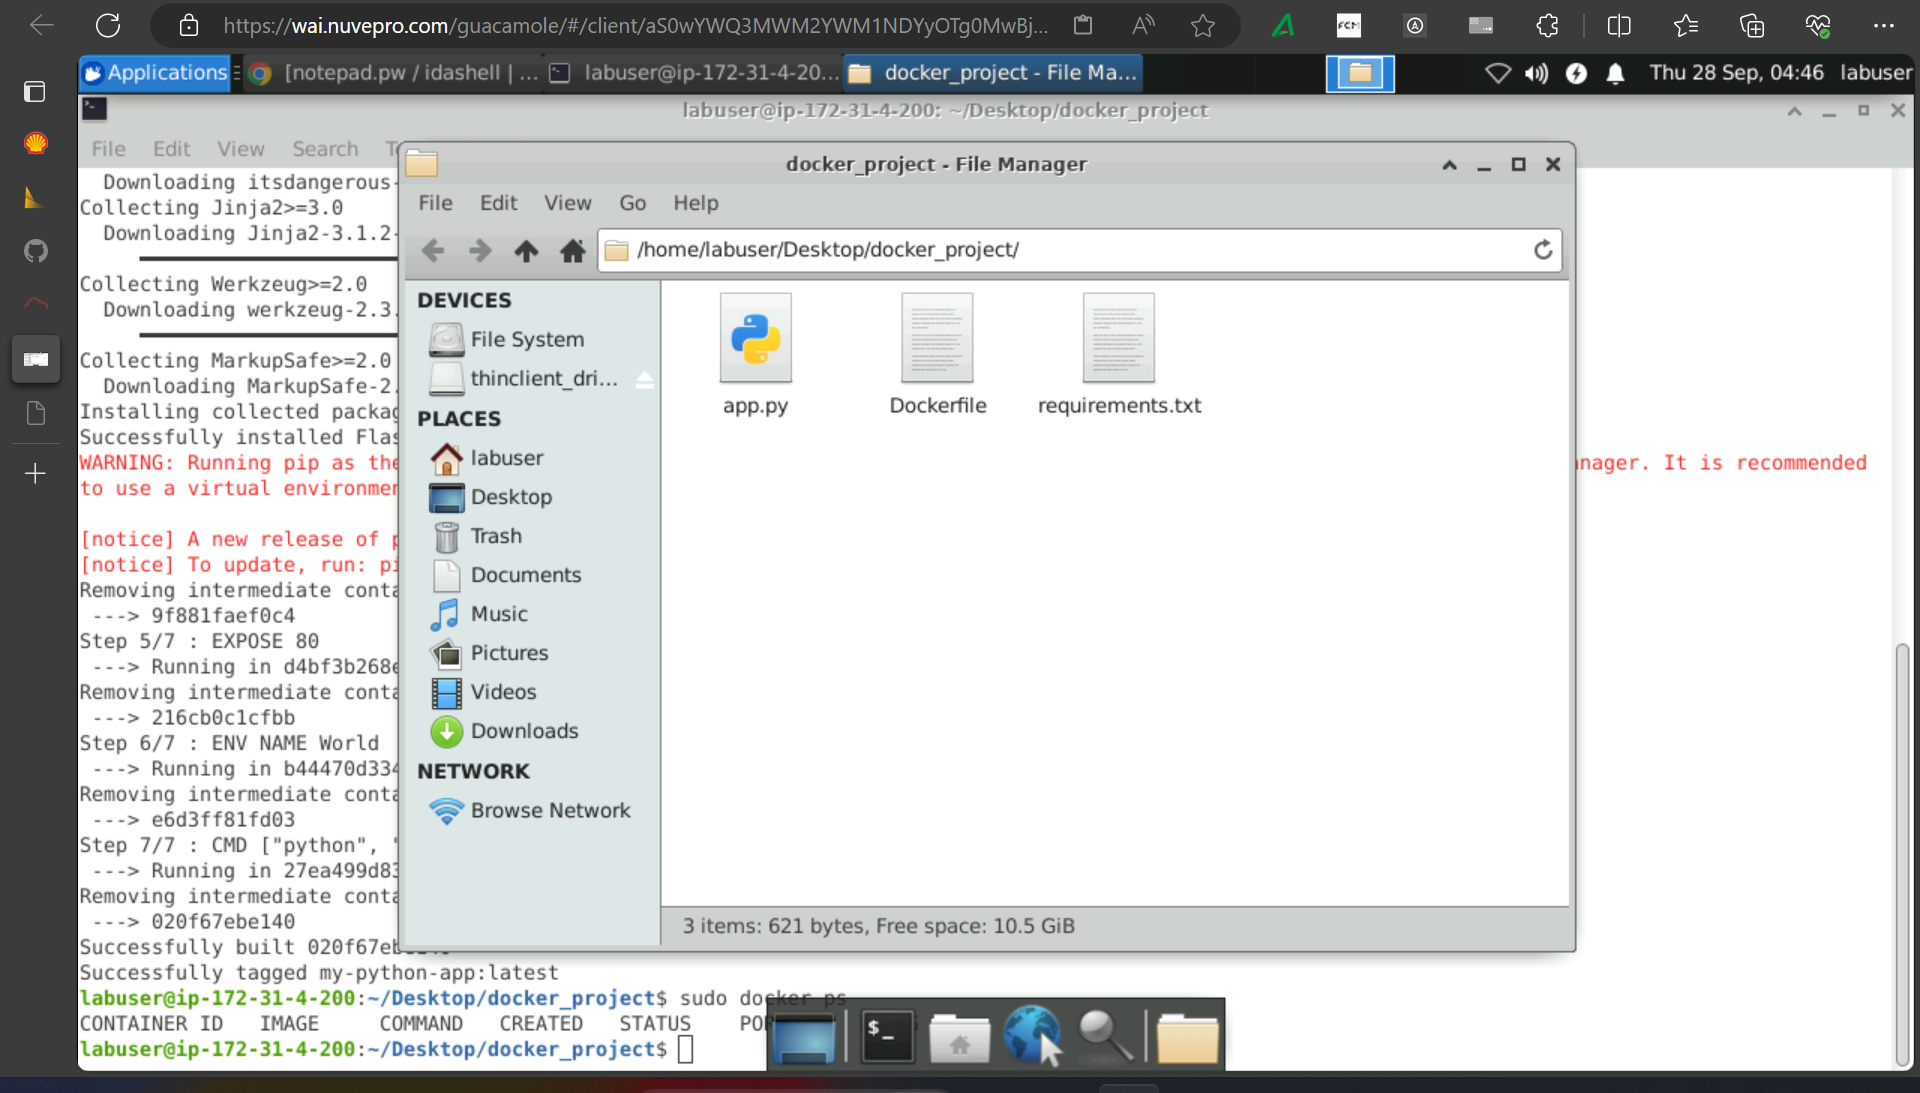 https://wai.nuvepro.com/guacamole/#/client/aS0wYWQ3MWM2YWM1NDYyOTg0MwBj...
FCM
Applications
[notepad.pw / idashell | ...
labuser@ip-172-31-4-20...
docker_project - File Ma...
Thu 28 Sep, 04:46 labuser
labuser@ip-172-31-4-200: ~/Desktop/docker_project
File Edit View Search
Downloading itsdangerous-
Collecting Jinja2>=3.0
Downloading Jinja2-3.1.2-
Collecting Werkzeug>=2.0
Downloading werkzeug-2.3.
Collecting MarkupSafe>=2.0
Downloading MarkupSafe-2.
Installing collected packag
Successfully installed Flas
WARNING: Running pip as the
nager. It is recommended
to use a virtual environmen
[notice] A new release of p
[notice] To update, run: pi
Removing intermediate conta
---> 9f881faef0c4
Step 5/7 : EXPOSE 80
---> Running in d4bf3b268e
Removing intermediate conta
---> 216cb0c1cfbb
Step 6/7 : ENV NAME World
---> Running in b44470d334
Removing intermediate conta
---> e6d3ff81fd03
Step 7/7 : CMD ["python", "
---> Running in 27ea499d83
Removing intermediate conta
---> 020f67ebe140
Successfully built 020f67eb
Successfully tagged my-python-app:latest
labuser@ip-172-31-4-200:~/Desktop/docker_project$ sudo docker ps
CONTAINER ID IMAGE COMMAND CREATED STATUS POR
labuser@ip-172-31-4-200:~/Desktop/docker_project$
docker_project - File Manager
File Edit View Go Help
/home/labuser/Desktop/docker_project/
DEVICES
File System
thinclient_dri...
PLACES
labuser
Desktop
Trash
Documents
Music
Pictures
Videos
Downloads
NETWORK
Browse Network
app.py
Dockerfile
requirements.txt
3 items: 621 bytes, Free space: 10.5 GiB
$_